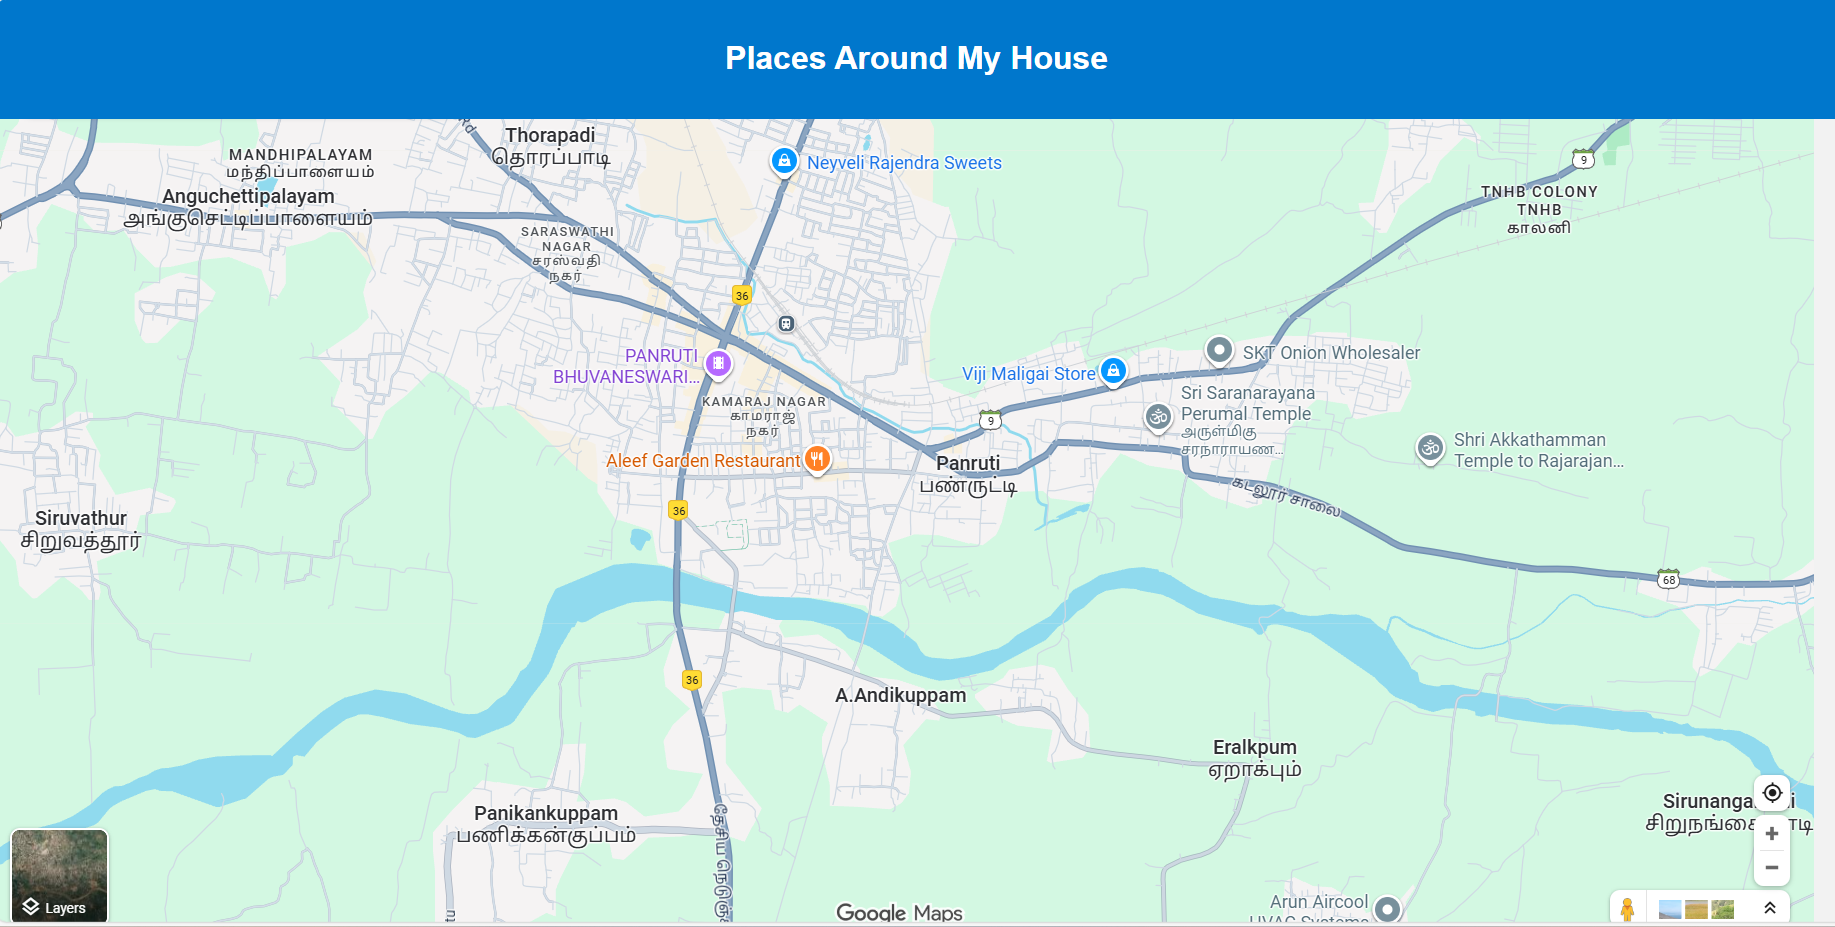 Places Around My House
Rd
Thorapadi
தொரப்பாடி
MANDHIPALAYAM
மந்திப்பாளையம்
Neyveli Rajendra Sweets
9
Anguchettipalayam
அங்குசெட்டிப்பாளையம்
TNHB COLONY
TNHB
காலனி
SARASWATHI
NAGAR
சரஸ்வதி
நகர்
36
PANRUTI
BHUVANESWARI...
SKT Onion Wholesaler
Viji Maligai Store
Sri Saranarayana
Perumal Temple
அருள்மிகு
சரநாராயண...
KAMARAJ NAGAR
காமராஜ்
நகர்
9
Shri Akkathamman
Temple to Rajarajan...
Aleef Garden Restaurant
Panruti
பண்ருட்டி
கடலூர் சாலை
36
Siruvathur
சிறுவத்தூர்
68
36
A.Andikuppam
Eralkpum
ஏறாக்பும்
Panikankuppam
பணிக்கன்குப்பம்
தேசிய நெடுஞ்
Layers
Google Maps
Arun Aircool
HVAC Systems